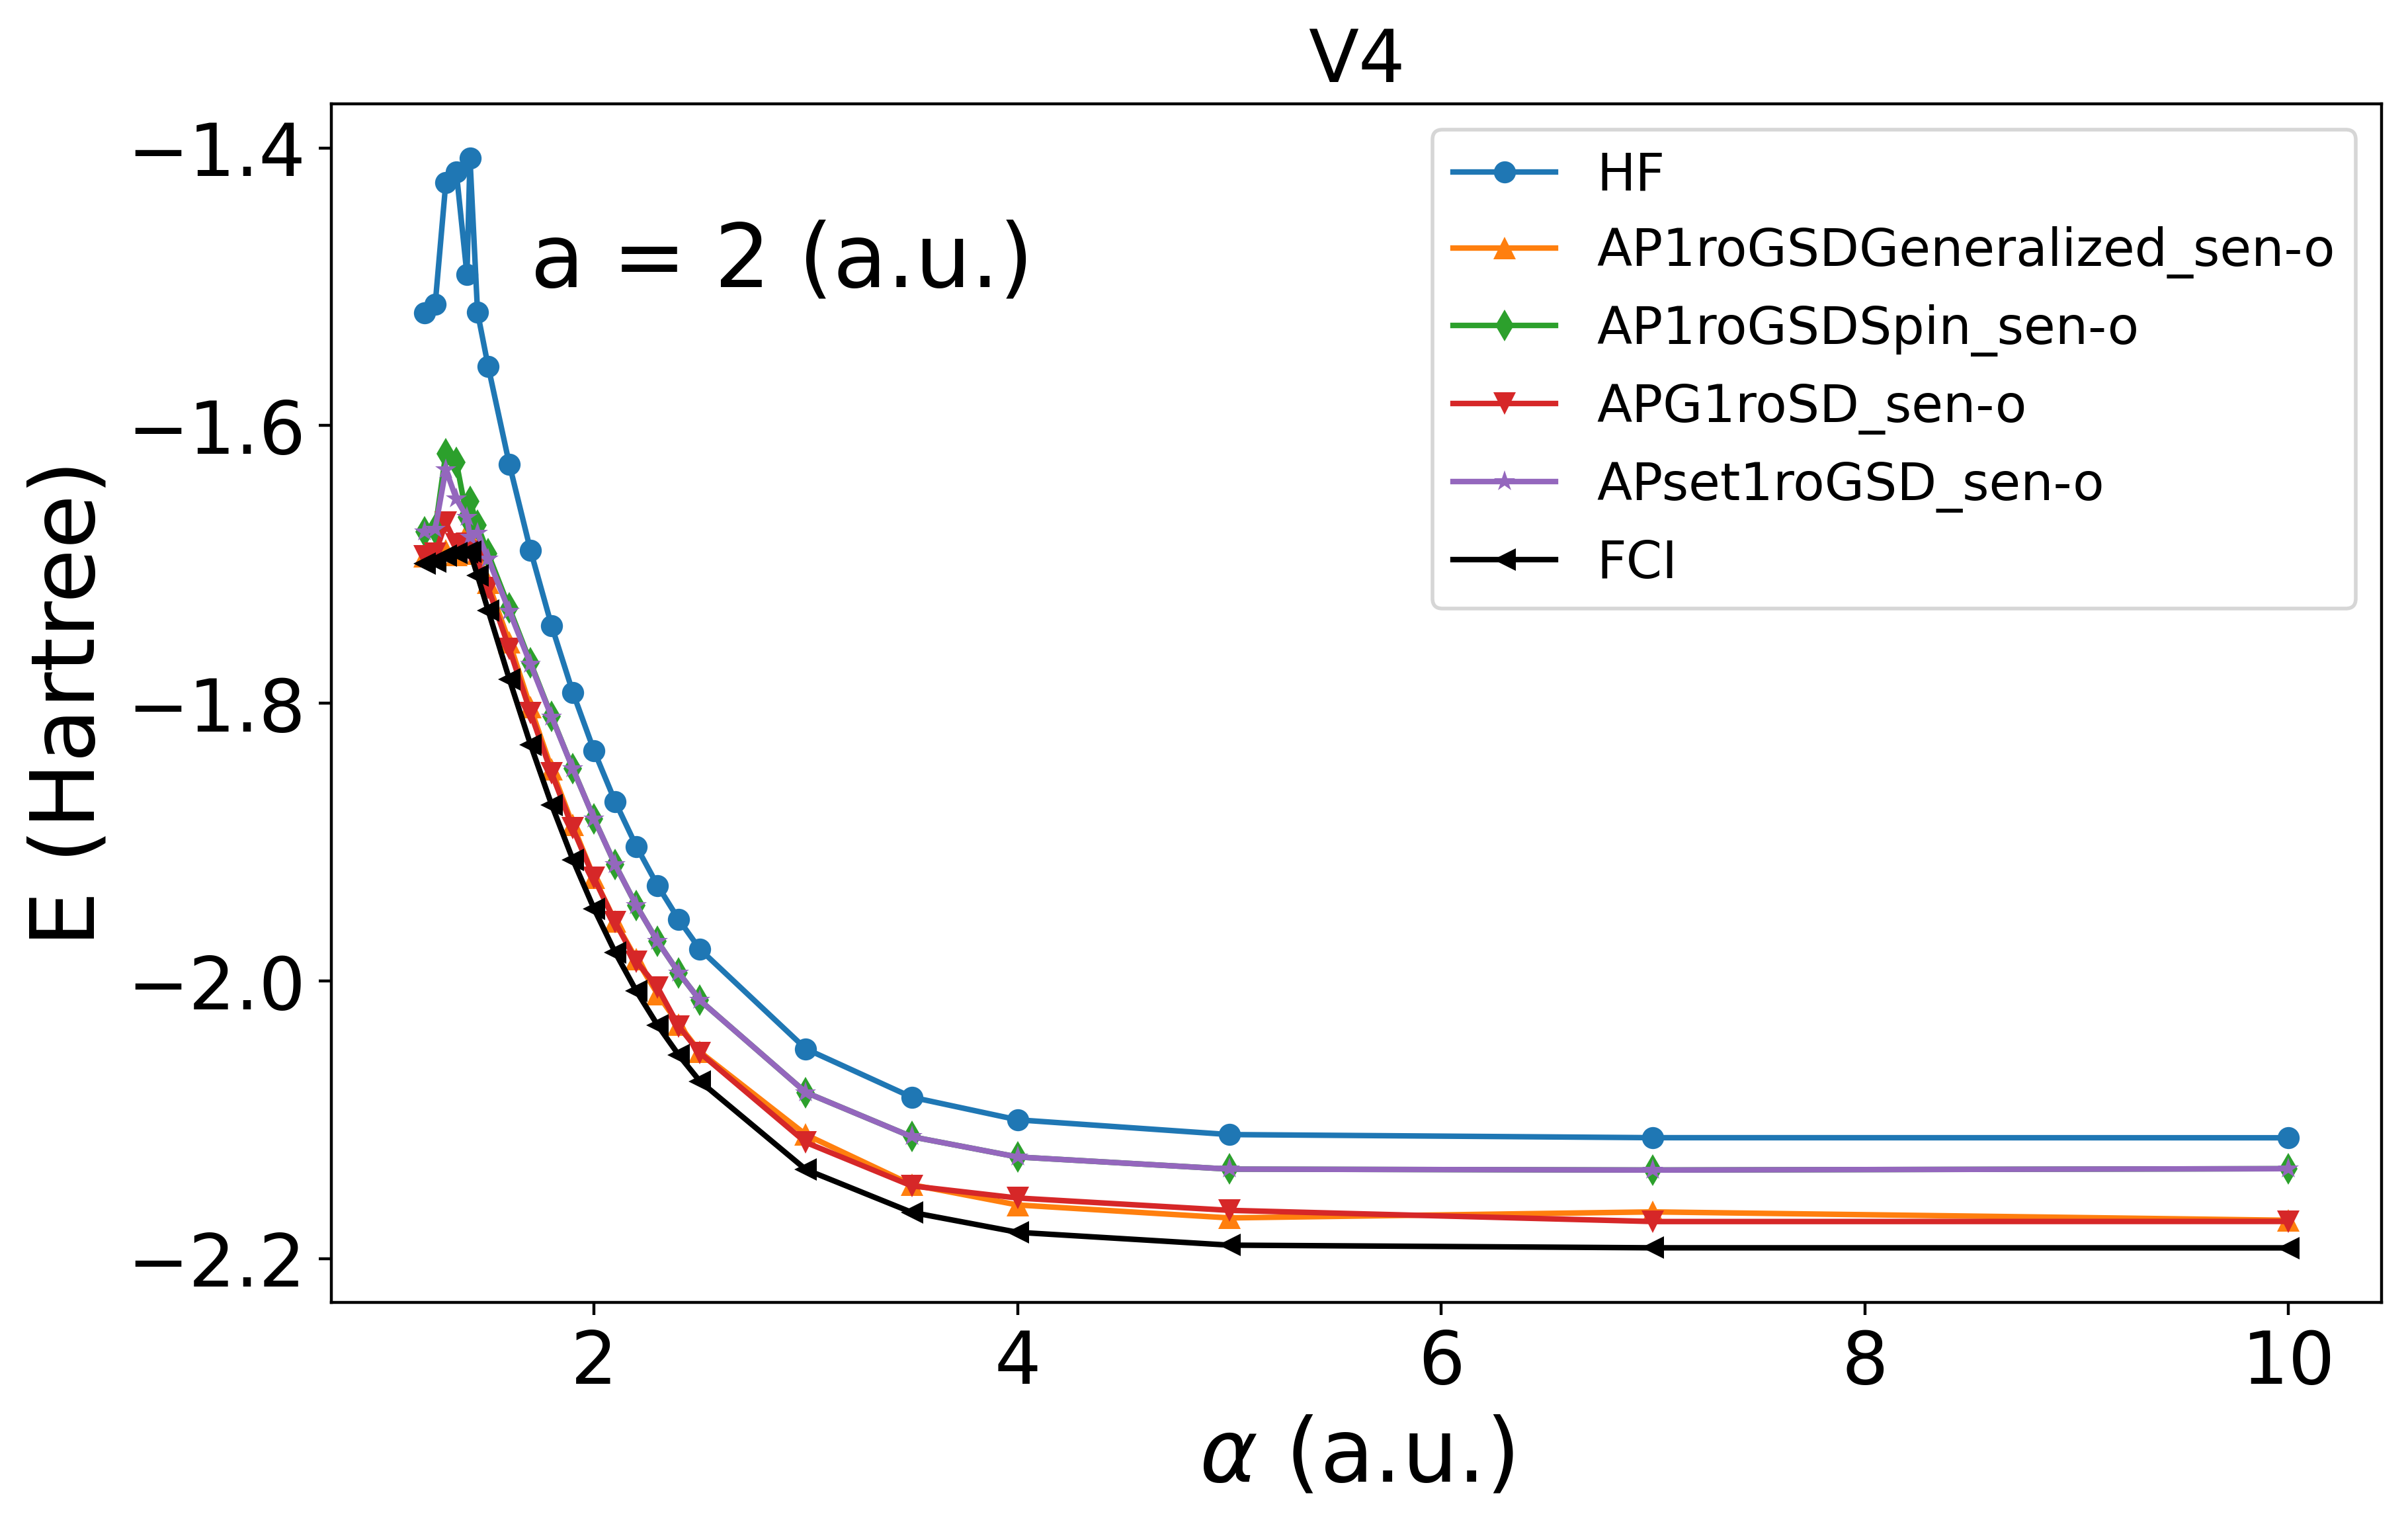 V4
−1.4
−1.6
−1.8
−2.0
−2.2
E (Hartree)
a = 2 (a.u.)
HF
AP1roGSDGeneralized_sen-o
AP1roGSDSpin_sen-o
APG1roSD_sen-o
APset1roGSD_sen-o
FCI
2 4 6 8 10
α (a.u.)